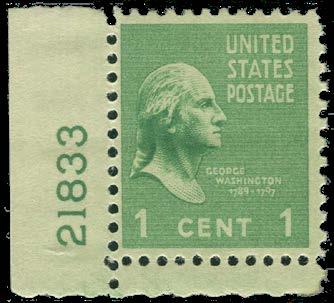 21833
UNITED
STATES
POSTAGE
GEORGE
WASHINGTON
1789-1797
1 CENT 1